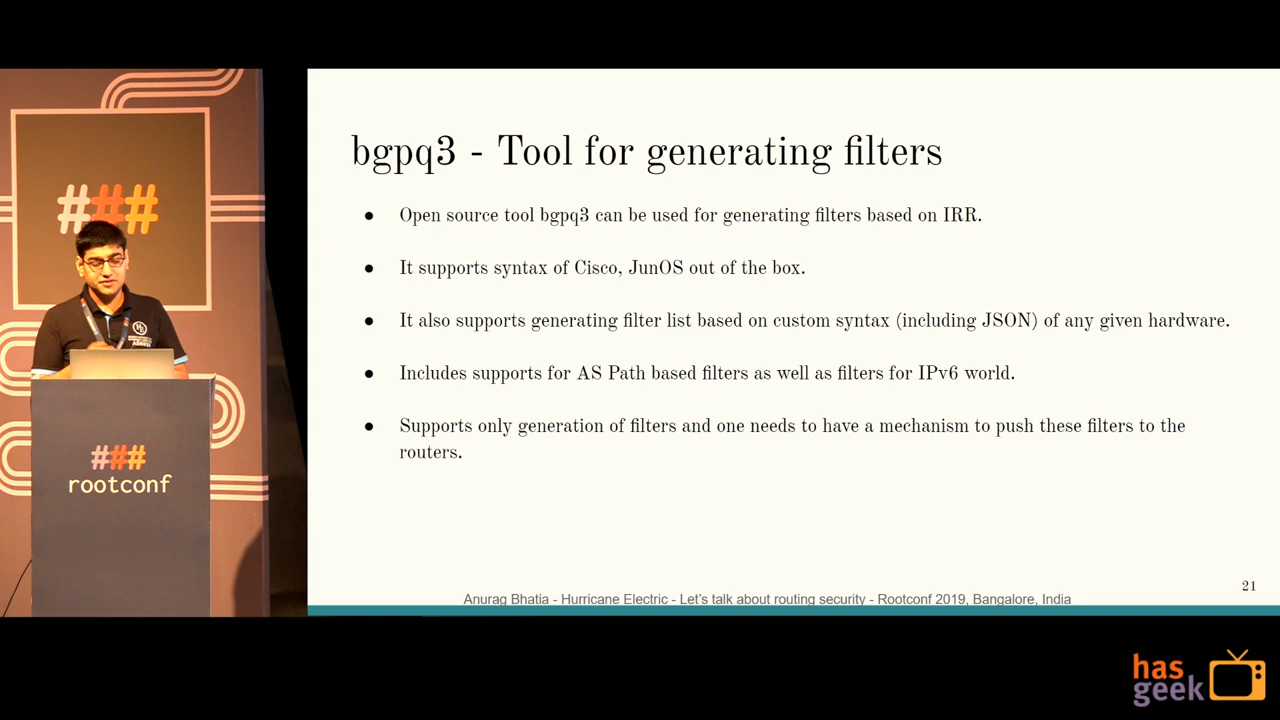 ###
###
rootconf
bgpq3 - Tool for generating filters
● Open source tool bgpq3 can be used for generating filters based on IRR.
● It supports syntax of Cisco, JunOS out of the box.
● It also supports generating filter list based on custom syntax (including JSON) of any given hardware.
● Includes supports for AS Path based filters as well as filters for IPv6 world.
● Supports only generation of filters and one needs to have a mechanism to push these filters to the
routers.
21
Anurag Bhatia - Hurricane Electric - Let's talk about routing security - Rootconf 2019, Bangalore, India
has
geek